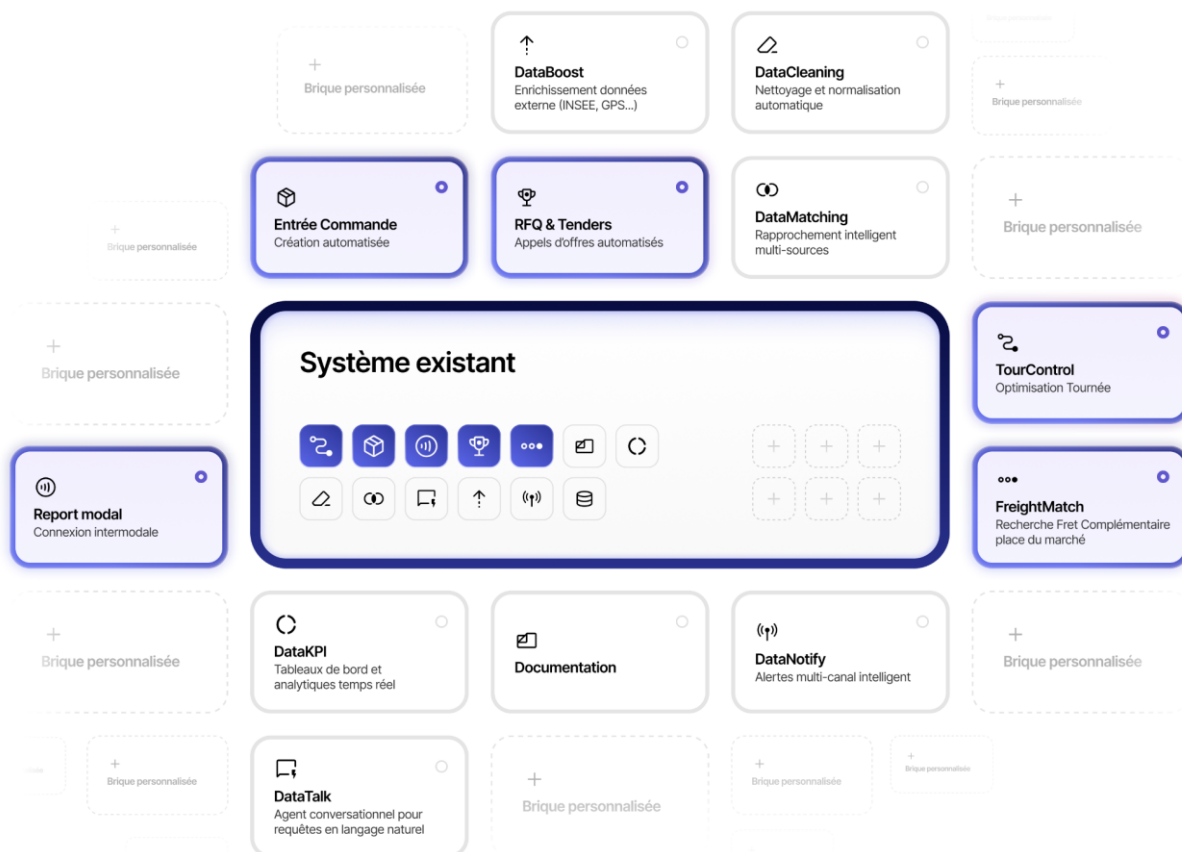 Brique personnalisée
DataBoost
Enrichissement données
externe (INSEE, GPS...)
DataCleaning
Nettoyage et normalisation
automatique
Brique personnalisée
Entrée Commande
Création automatisée
RFQ & Tenders
Appels d'offres automatisés
DataMatching
Rapprochement intelligent
multi-sources
Brique personnalisée
Brique personnalisée
Brique personnalisée
Système existant
TourControl
Optimisation Tournée
Report modal
Connexion intermodale
FreightMatch
Recherche Fret Complémentaire
place du marché
Brique personnalisée
DataKPI
Tableaux de bord et
analytiques temps réel
Documentation
DataNotify
Alertes multi-canal intelligent
Brique personnalisée
Brique personnalisée
DataTalk
Agent conversationnel pour
requêtes en langage naturel
Brique personnalisée
Brique personnalisée
Brique personnalisée